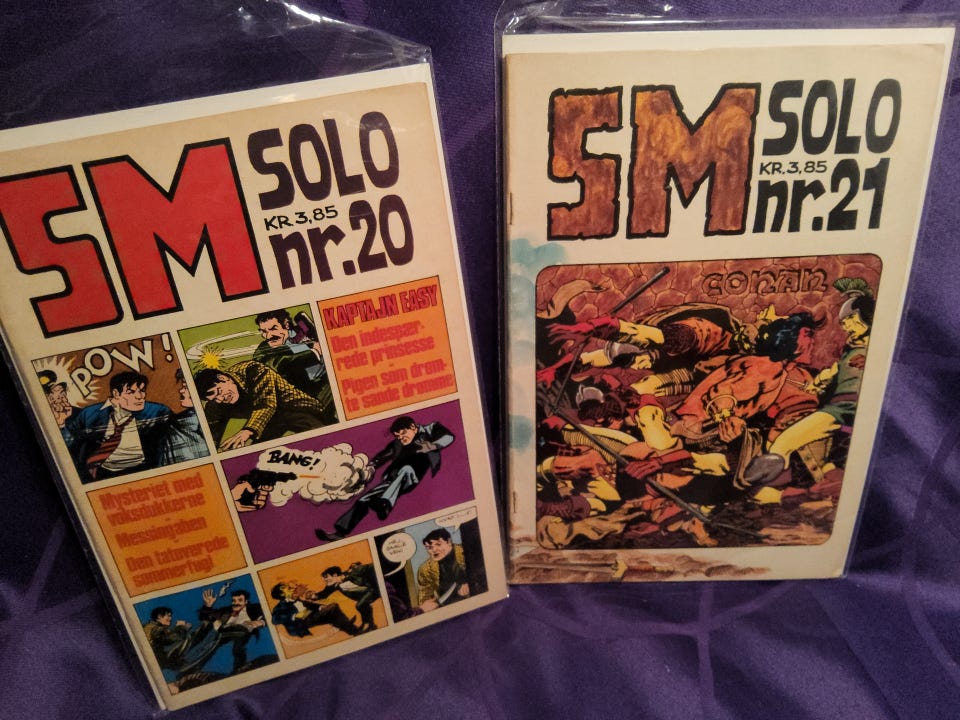 SM
SOLO
KR. 3,85
nr. 20
POW!
KAPTAJN EASY
Den indespær-
rede prinsesse
Pigen som drøm-
te sande drømme
BANG!
Mysteriet med
voksdukkerne
Messingaben
Den tatoverede
sommerfugl
SM
SOLO
KR. 3,85
nr. 21
CONAN